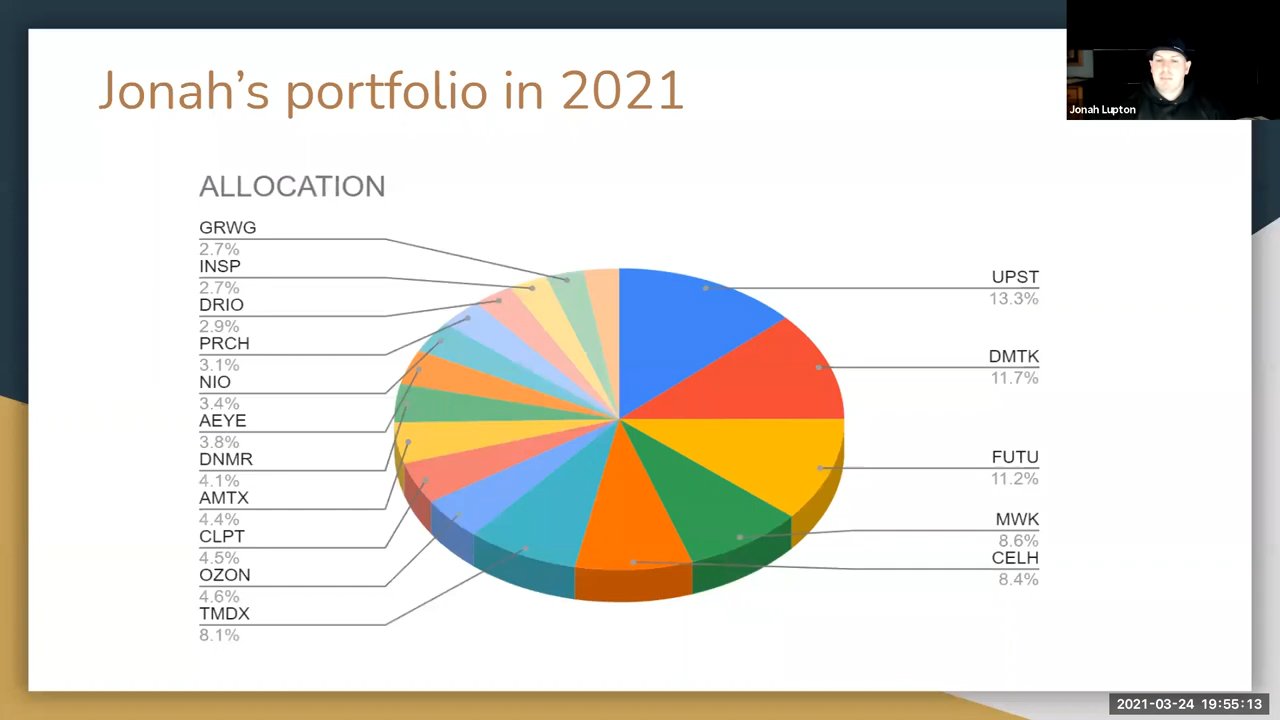 Jonah's portfolio in 2021
Jonah Lupton
ALLOCATION
GRWG
2.7%
INSP
2.7%
DRIO
2.9%
PRCH
3.1%
NIO
3.4%
AEYE
3.8%
DNMR
4.1%
AMTX
4.4%
CLPT
4.5%
OZON
4.6%
TMDX
8.1%
UPST
13.3%
DMTK
11.7%
FUTU
11.2%
MWK
8.6%
CELH
8.4%
2021-03-24 19:55:13